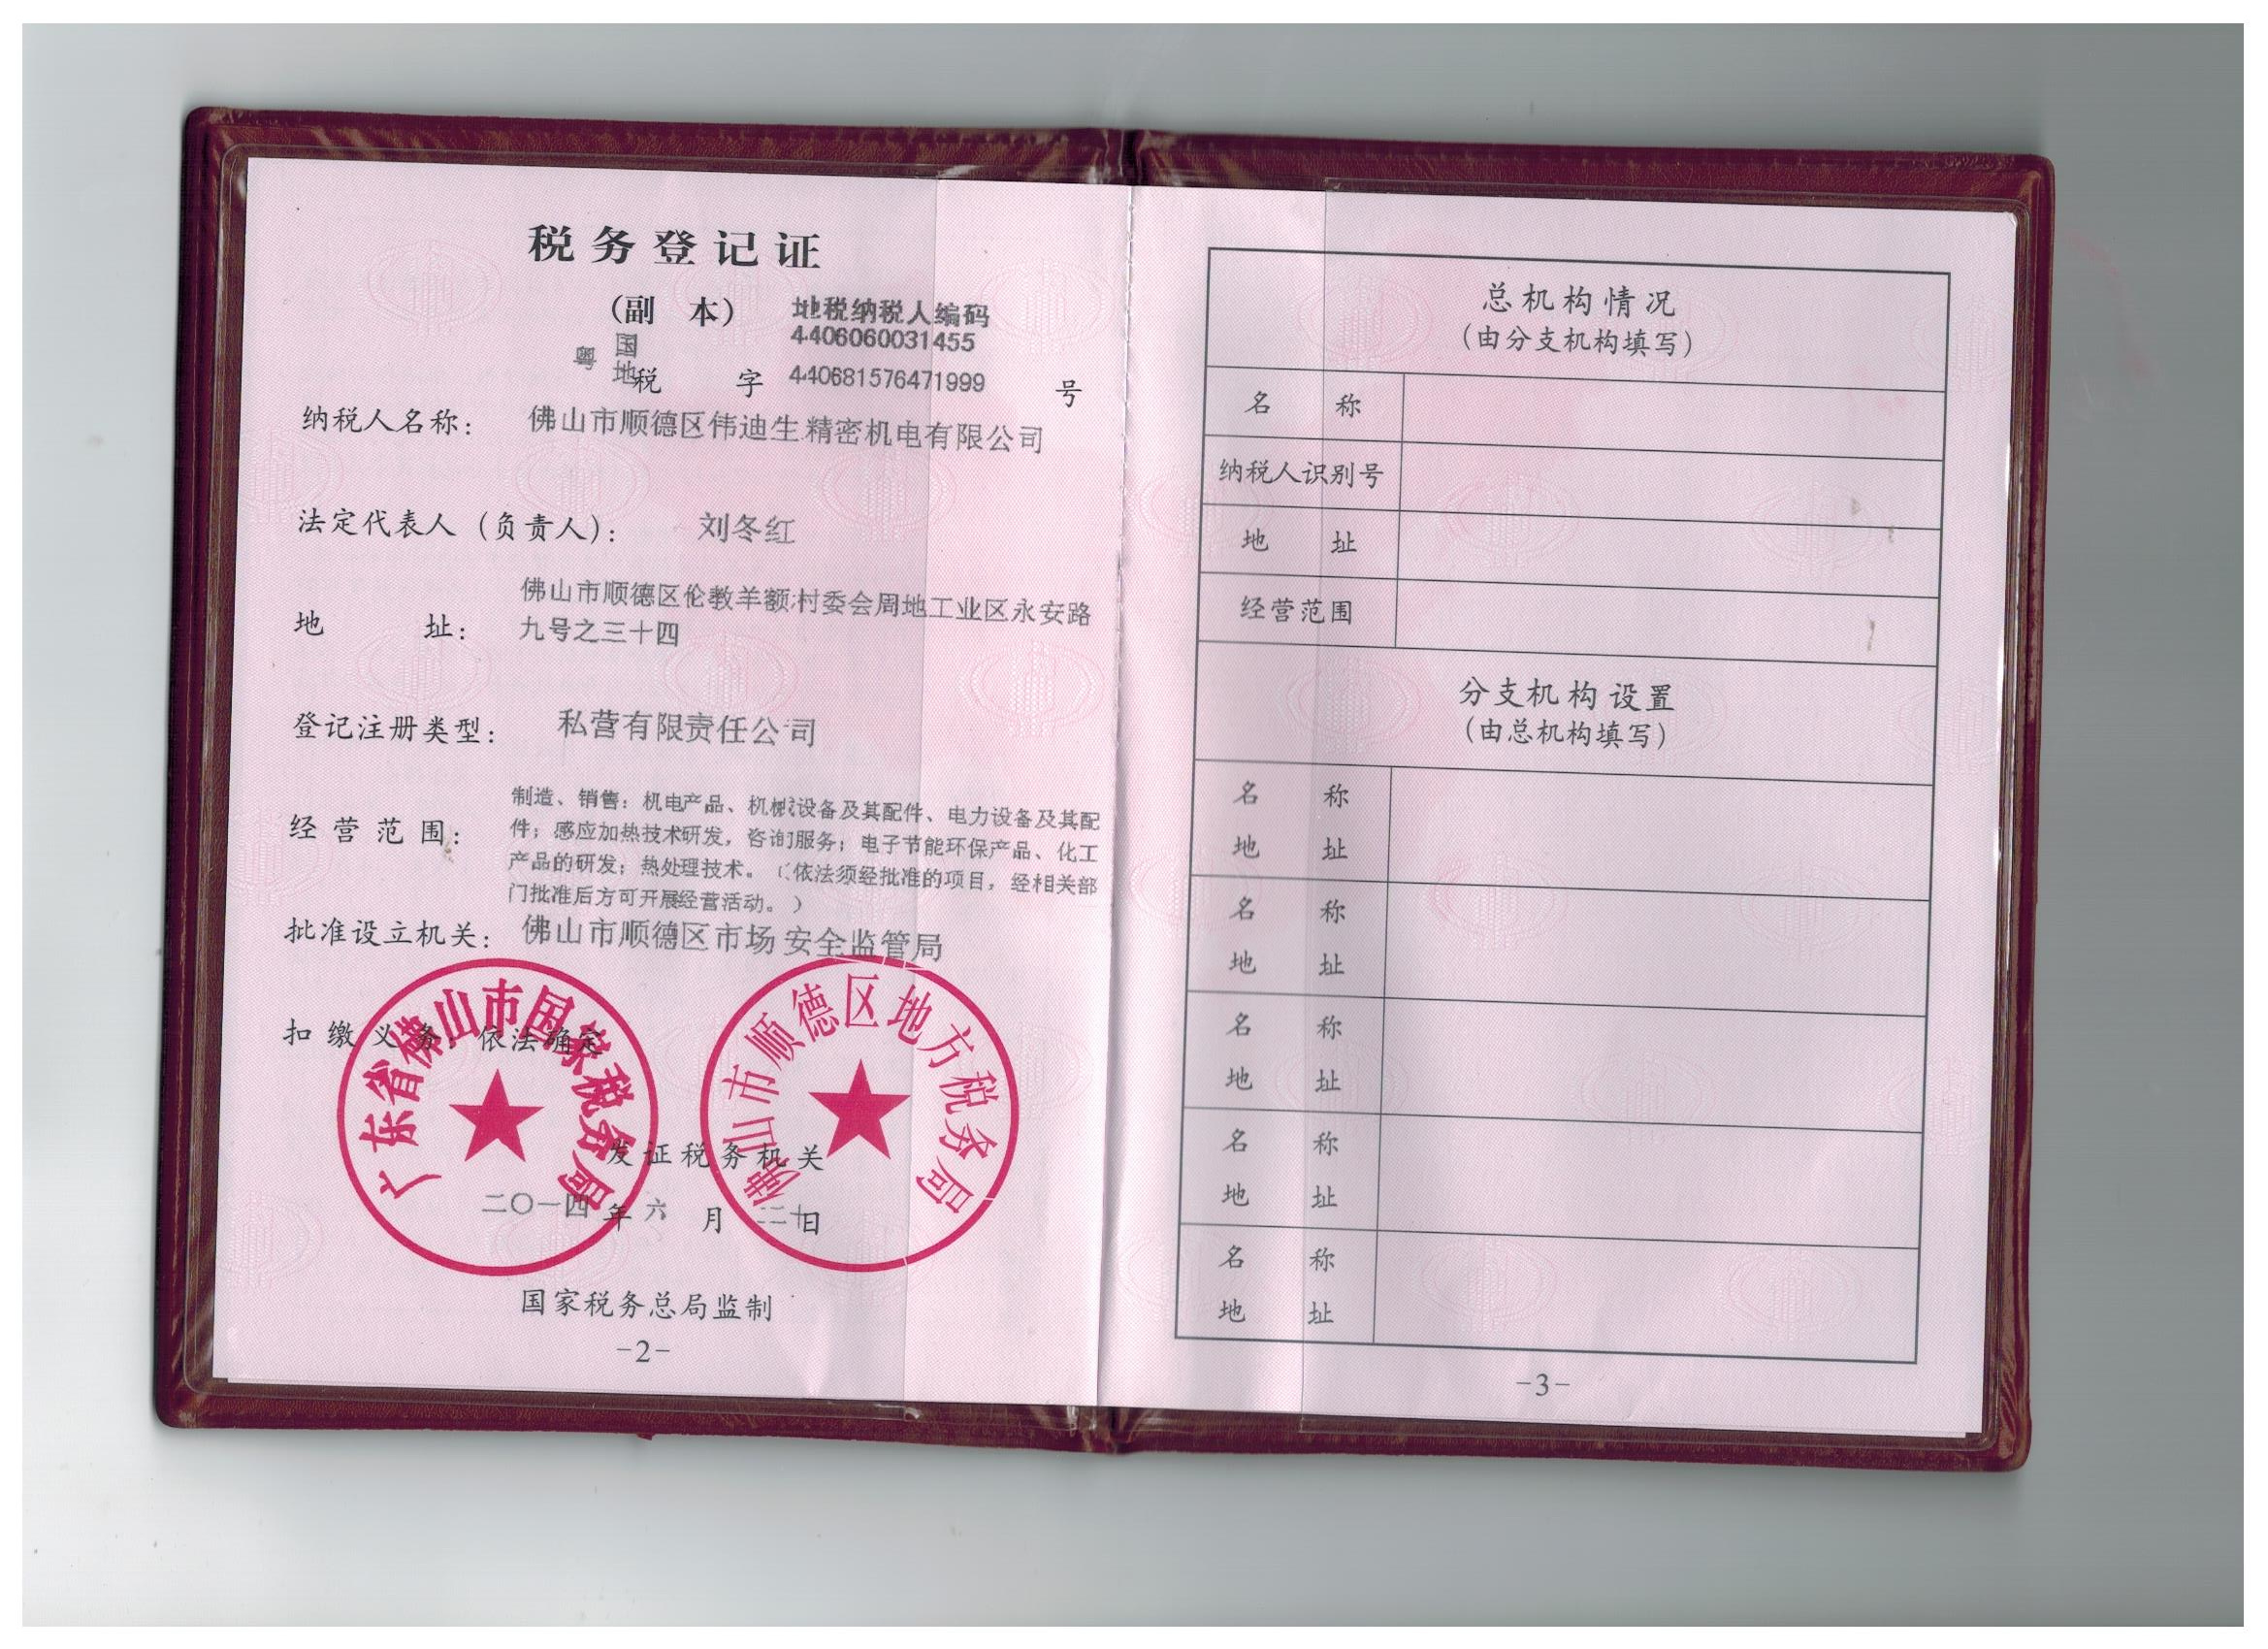 税务登记证
(副 本) 地税纳税人编码
4406060031455
粤 国
地税 字 440681576471999 号
纳税人名称: 佛山市顺德区伟迪生精密机电有限公司
法定代表人（负责人）: 刘冬红
佛山市顺德区伦教羊额村委会周地工业区永安路
地 址: 九号之三十四
登记注册类型: 私营有限责任公司
制造、销售：机电产品、机械设备及其配件、电力设备及其配
经营范围: 件；感应加热技术研发，咨询服务；电子节能环保产品、化工
产品的研发；热处理技术。（依法须经批准的项目，经相关部
门批准后方可开展经营活动。）
批准设立机关: 佛山市顺德区市场安全监管局
扣缴义务: 依法确定
广东省佛山市国家税务局
佛山市顺德区地方税务局
发证税务机关
二〇一四年六月 日
国家税务总局监制
-2-
总机构情况
(由分支机构填写)
名 称
纳税人识别号
地 址
经营范围
分支机构设置
(由总机构填写)
名 称
地 址
名 称
地 址
名 称
地 址
名 称
地 址
名 称
地 址
-3-